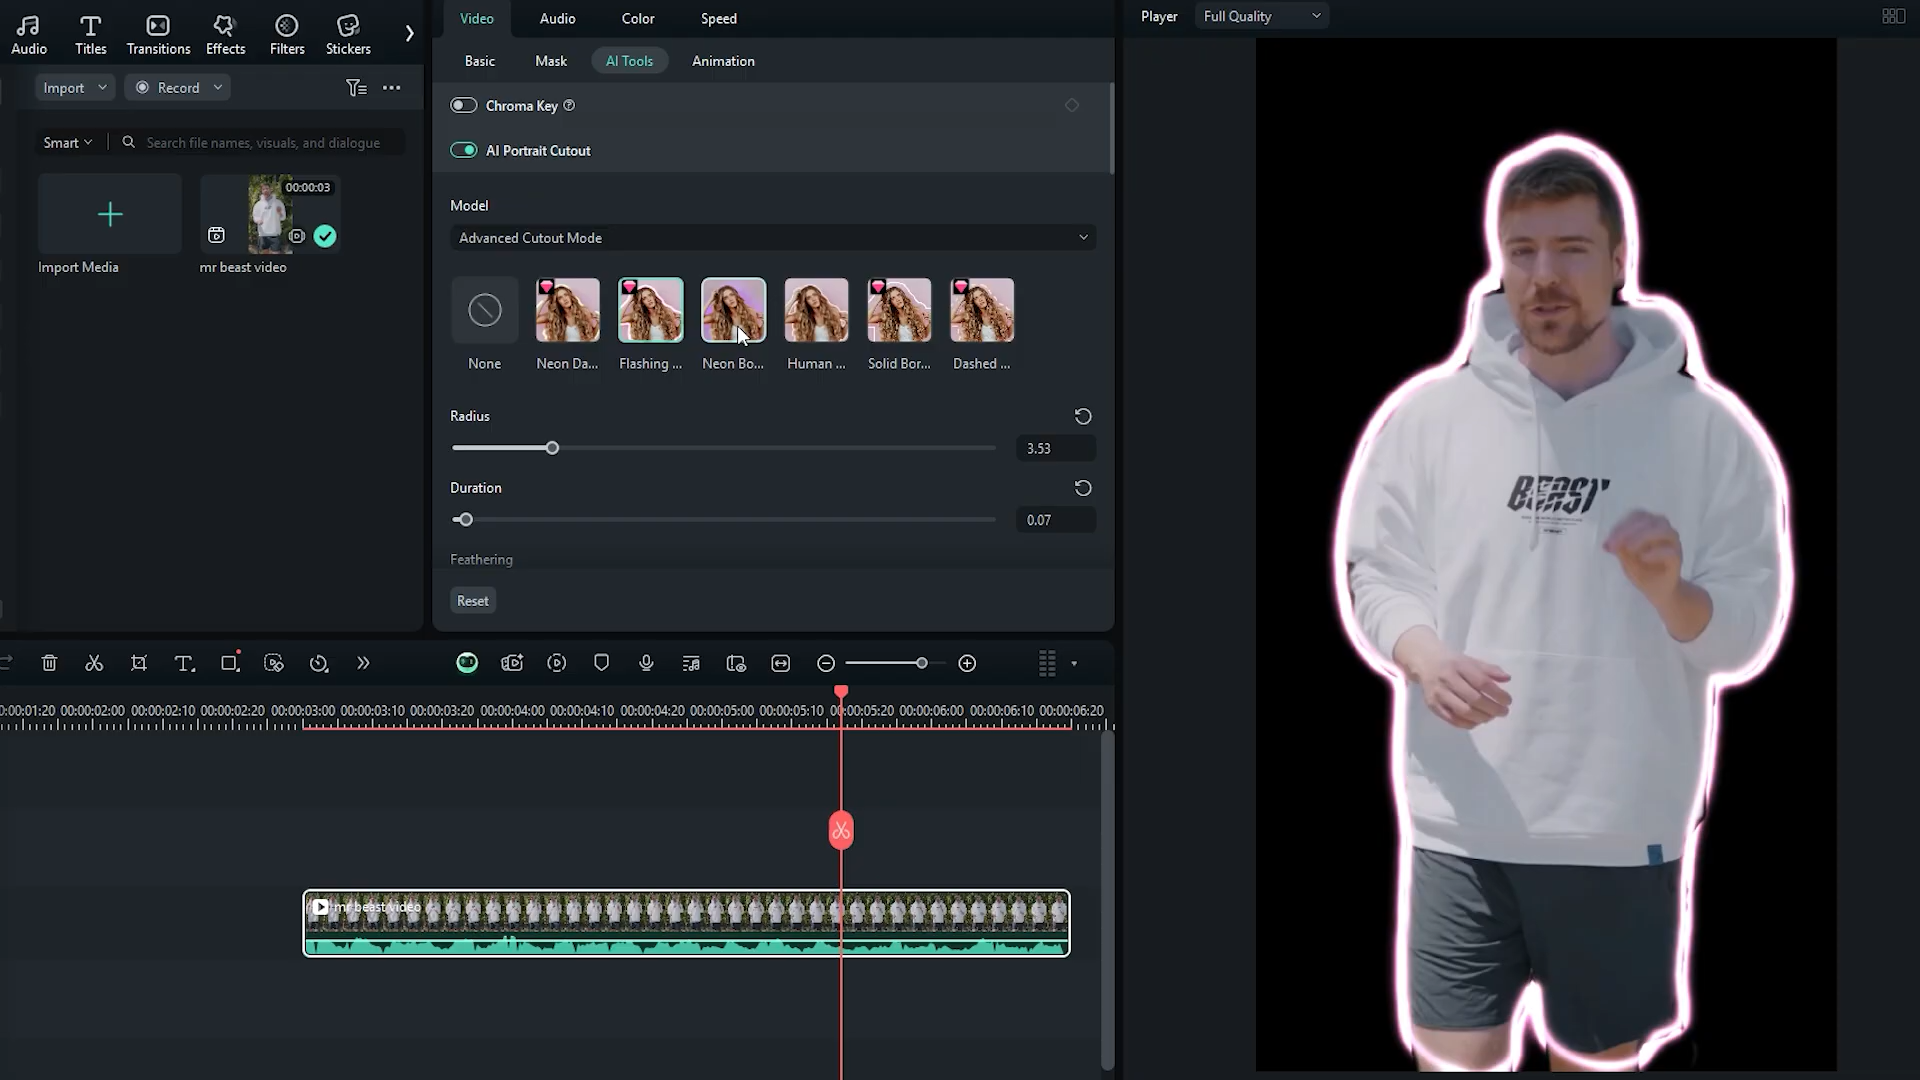 Audio
Titles
Transitions
Effects
Filters
Stickers
Import
Record
Smart
Search file names, visuals, and dialogue
00:00:03
Import Media
mr beast video
Video
Audio
Color
Speed
Basic
Mask
AI Tools
Animation
Chroma Key
AI Portrait Cutout
Model
Advanced Cutout Mode
None
Neon Da...
Flashing ...
Neon Bo...
Human ...
Solid Bor...
Dashed ...
Radius
3.53
Duration
0.07
Feathering
Reset
Player
Full Quality
BEAST
0:00:01:20 00:00:02:00 00:00:02:10 00:00:02:20 00:00:03:00 00:00:03:10 00:00:03:20 00:00:04:00 00:00:04:10 00:00:04:20 00:00:05:00 00:00:05:10 00:00:05:20 00:00:06:00 00:00:06:10 00:00:06:20
mr beast video